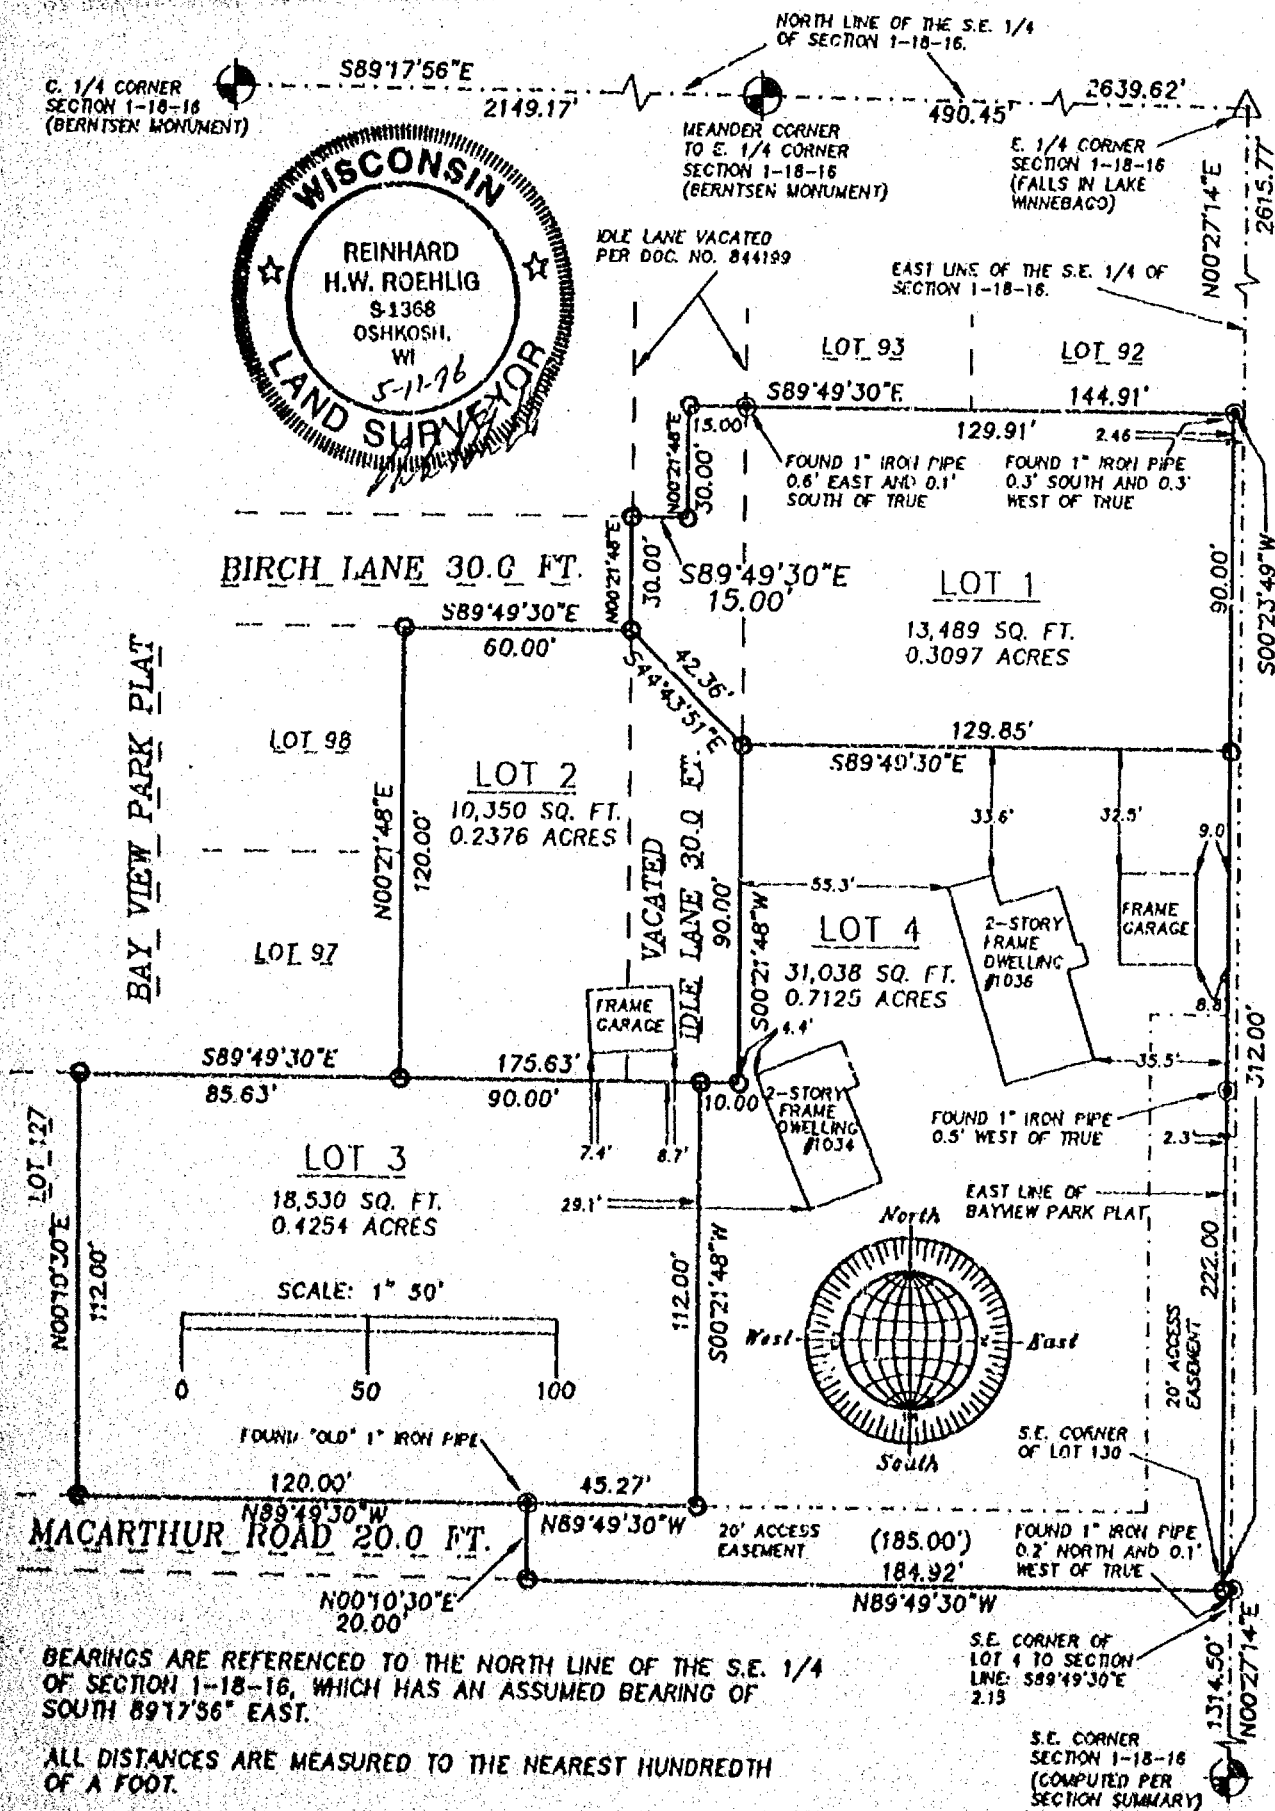 NORTH LINE OF THE S.E. 1/4
OF SECTION 1-18-16.
C. 1/4 CORNER
SECTION 1-18-16
(BERNTSEN MONUMENT)
S89°17'56"E
2149.17'
490.45'
2639.62'
MEANDER CORNER
TO E. 1/4 CORNER
SECTION 1-18-16
(BERNTSEN MONUMENT)
E. 1/4 CORNER
SECTION 1-18-16
(FALLS IN LAKE
WINNEBAGO)
N00°27'14"E
2615.77'
WISCONSIN
REINHARD
H.W. ROEHLIG
S-1368
OSHKOSH,
WI
5-11-96
LAND SURVEYOR
IDLE LANE VACATED
PER DOC. NO. 844199
EAST LINE OF THE S.E. 1/4 OF
SECTION 1-18-16.
LOT 93
LOT 92
S89°49'30"E
144.91'
15.00'
129.91'
2.46
N00°21'48"E
30.00'
FOUND 1" IRON PIPE
0.6' EAST AND 0.1'
SOUTH OF TRUE
FOUND 1" IRON PIPE
0.3' SOUTH AND 0.3'
WEST OF TRUE
S00°23'49"W
90.00'
BIRCH LANE 30.0 FT.
N00°21'48"E
30.00'
S89°49'30"E
15.00'
LOT 1
13,489 SQ. FT.
0.3097 ACRES
S89°49'30"E
60.00'
42.36'
S44°43'51"E
129.85'
S89°49'30"E
BAY VIEW PARK PLAT
LOT 98
LOT 2
10,350 SQ. FT.
0.2376 ACRES
N00°21'48"E
120.00'
VACATED
IDLE LANE 30.0 FT.
90.00'
S00°21'48"W
33.6'
32.5'
9.0
55.3'
2-STORY
FRAME
DWELLING
#1036
FRAME
GARAGE
LOT 4
31,038 SQ. FT.
0.7125 ACRES
8.8
LOT 97
FRAME
GARAGE
4.4'
35.5'
312.00'
S89°49'30"E
175.63'
85.63'
90.00'
10.00
2-STORY
FRAME
DWELLING
#1034
FOUND 1" IRON PIPE
0.5' WEST OF TRUE
2.3'
LOT 127
LOT 3
18,530 SQ. FT.
0.4254 ACRES
7.4'
8.7'
29.1'
EAST LINE OF
BAYVIEW PARK PLAT
N00°10'30"E
112.00'
112.00'
S00°21'48"W
222.00
SCALE: 1" 50'
0 50 100
North
West
East
South
20' ACCESS
EASEMENT
FOUND "OLD" 1" IRON PIPE
S.E. CORNER
OF LOT 130
120.00'
N89°49'30"W
45.27'
N89°49'30"W
MACARTHUR ROAD 20.0 FT.
20' ACCESS
EASEMENT
(185.00')
184.92'
N89°49'30"W
FOUND 1" IRON PIPE
0.2' NORTH AND 0.1'
WEST OF TRUE
N00°10'30"E
20.00'
S.E. CORNER OF
LOT 4 TO SECTION
LINE: S89°49'30"E
2.15
1314.50'
N00°27'14"E
S.E. CORNER
SECTION 1-18-16
(COMPUTED PER
SECTION SUMMARY)
BEARINGS ARE REFERENCED TO THE NORTH LINE OF THE S.E. 1/4
OF SECTION 1-18-16, WHICH HAS AN ASSUMED BEARING OF
SOUTH 89°17'56" EAST.
ALL DISTANCES ARE MEASURED TO THE NEAREST HUNDREDTH
OF A FOOT.